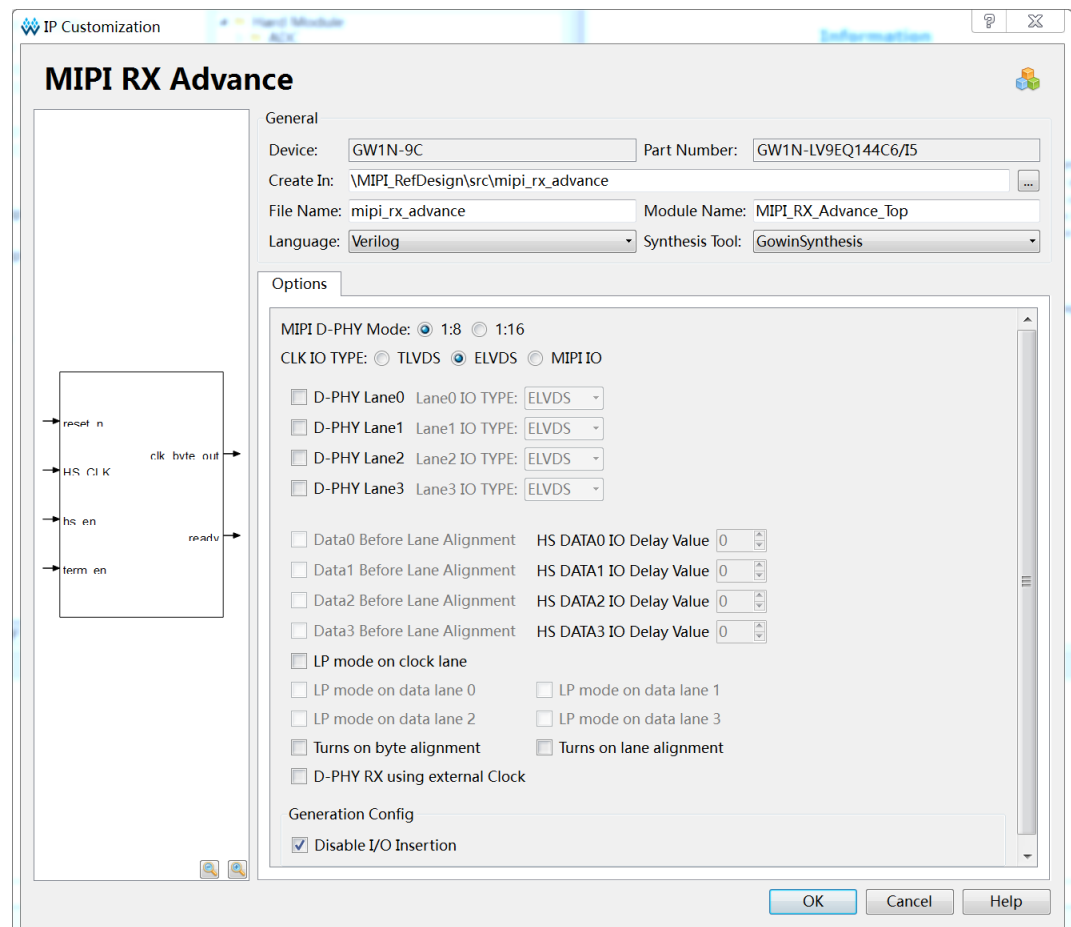 IP Customization
Hard Module
ADC
Information
MIPI RX Advance
General
Device: GW1N-9C Part Number: GW1N-LV9EQ144C6/I5
Create In: \MIPI_RefDesign\src\mipi_rx_advance ...
File Name: mipi_rx_advance Module Name: MIPI_RX_Advance_Top
Language: Verilog Synthesis Tool: GowinSynthesis
Options
MIPI D-PHY Mode: 1:8 1:16
CLK IO TYPE: TLVDS ELVDS MIPI IO
D-PHY Lane0 Lane0 IO TYPE: ELVDS
D-PHY Lane1 Lane1 IO TYPE: ELVDS
D-PHY Lane2 Lane2 IO TYPE: ELVDS
D-PHY Lane3 Lane3 IO TYPE: ELVDS
reset_n
HS_CLK
hs_en
term_en
clk_byte_out
ready
Data0 Before Lane Alignment HS DATA0 IO Delay Value 0
Data1 Before Lane Alignment HS DATA1 IO Delay Value 0
Data2 Before Lane Alignment HS DATA2 IO Delay Value 0
Data3 Before Lane Alignment HS DATA3 IO Delay Value 0
LP mode on clock lane
LP mode on data lane 0 LP mode on data lane 1
LP mode on data lane 2 LP mode on data lane 3
Turns on byte alignment Turns on lane alignment
D-PHY RX using external Clock
Generation Config
Disable I/O Insertion
OK Cancel Help